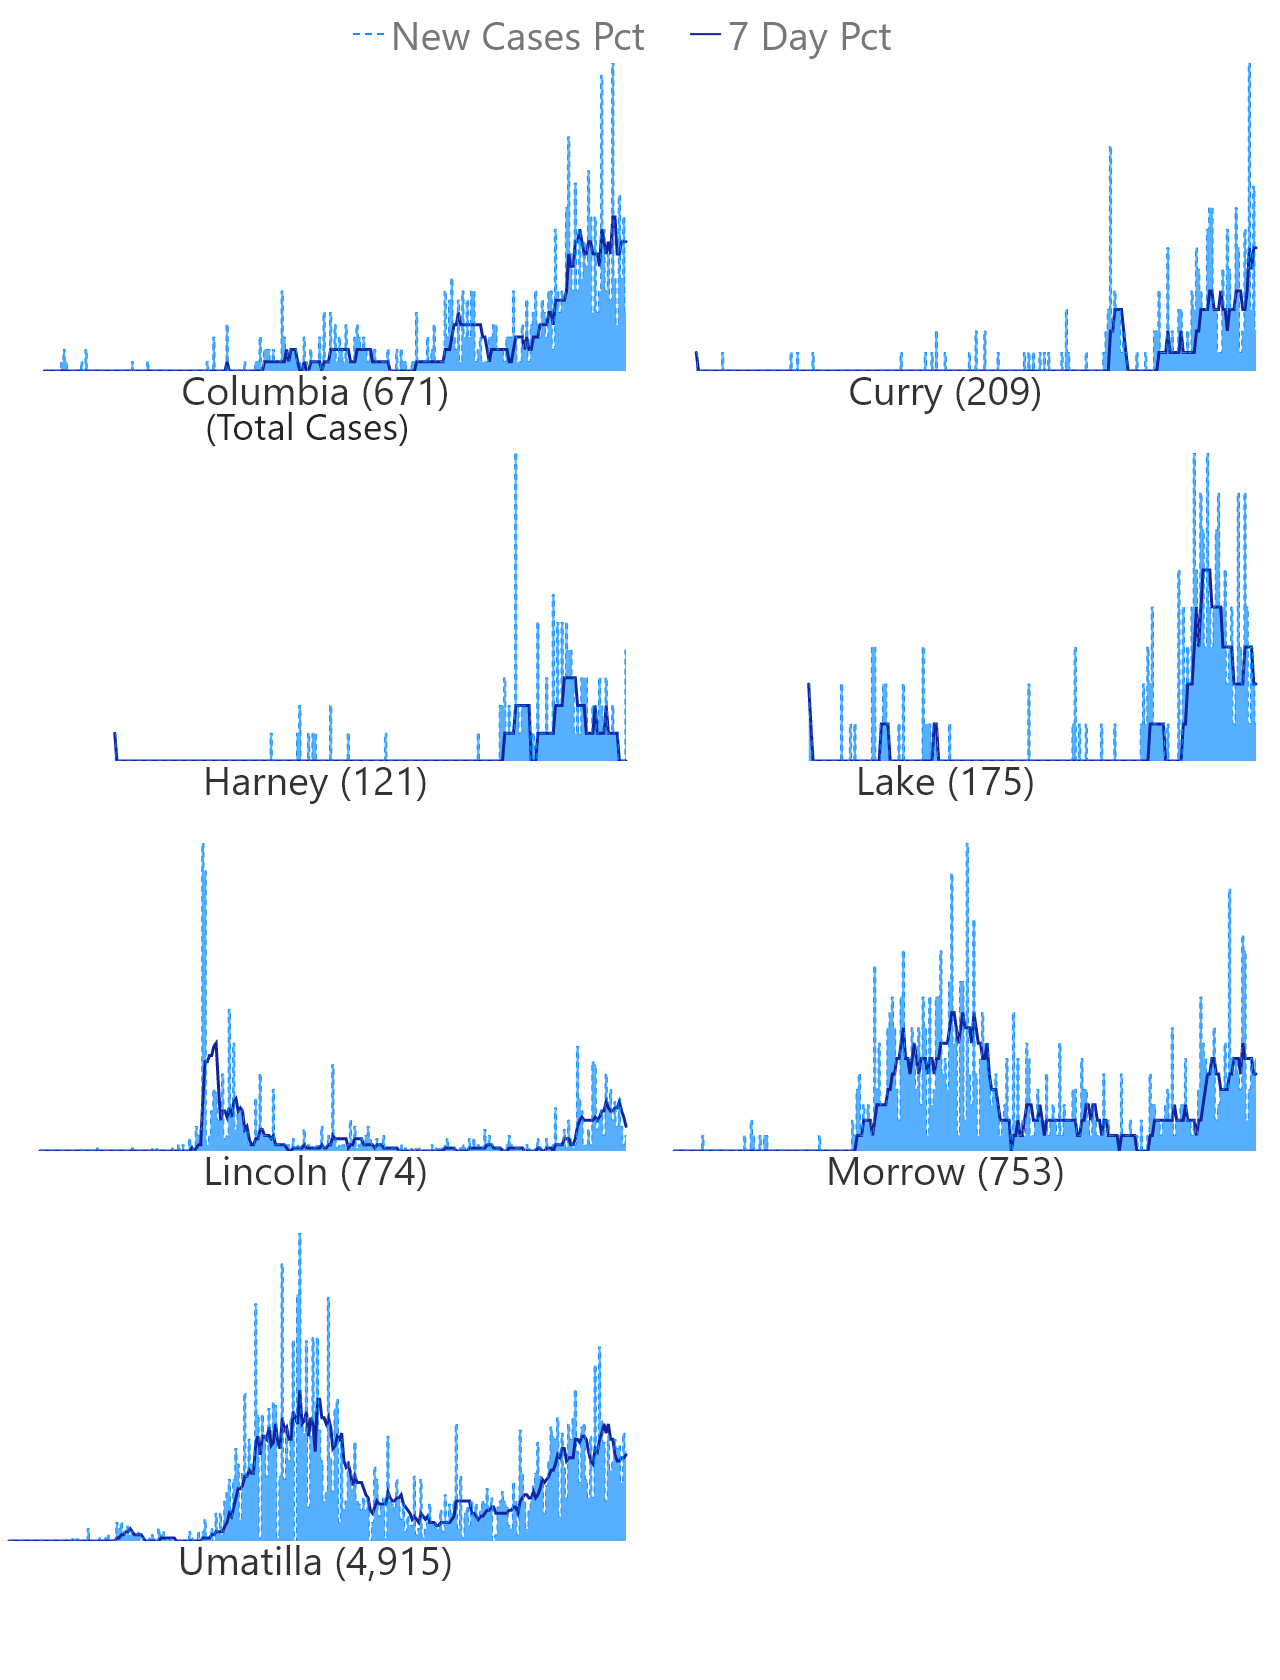 New Cases Pct 7 Day Pct
Columbia (671) Curry (209)
(Total Cases)
Harney (121) Lake (175)
Lincoln (774) Morrow (753)
Umatilla (4,915)